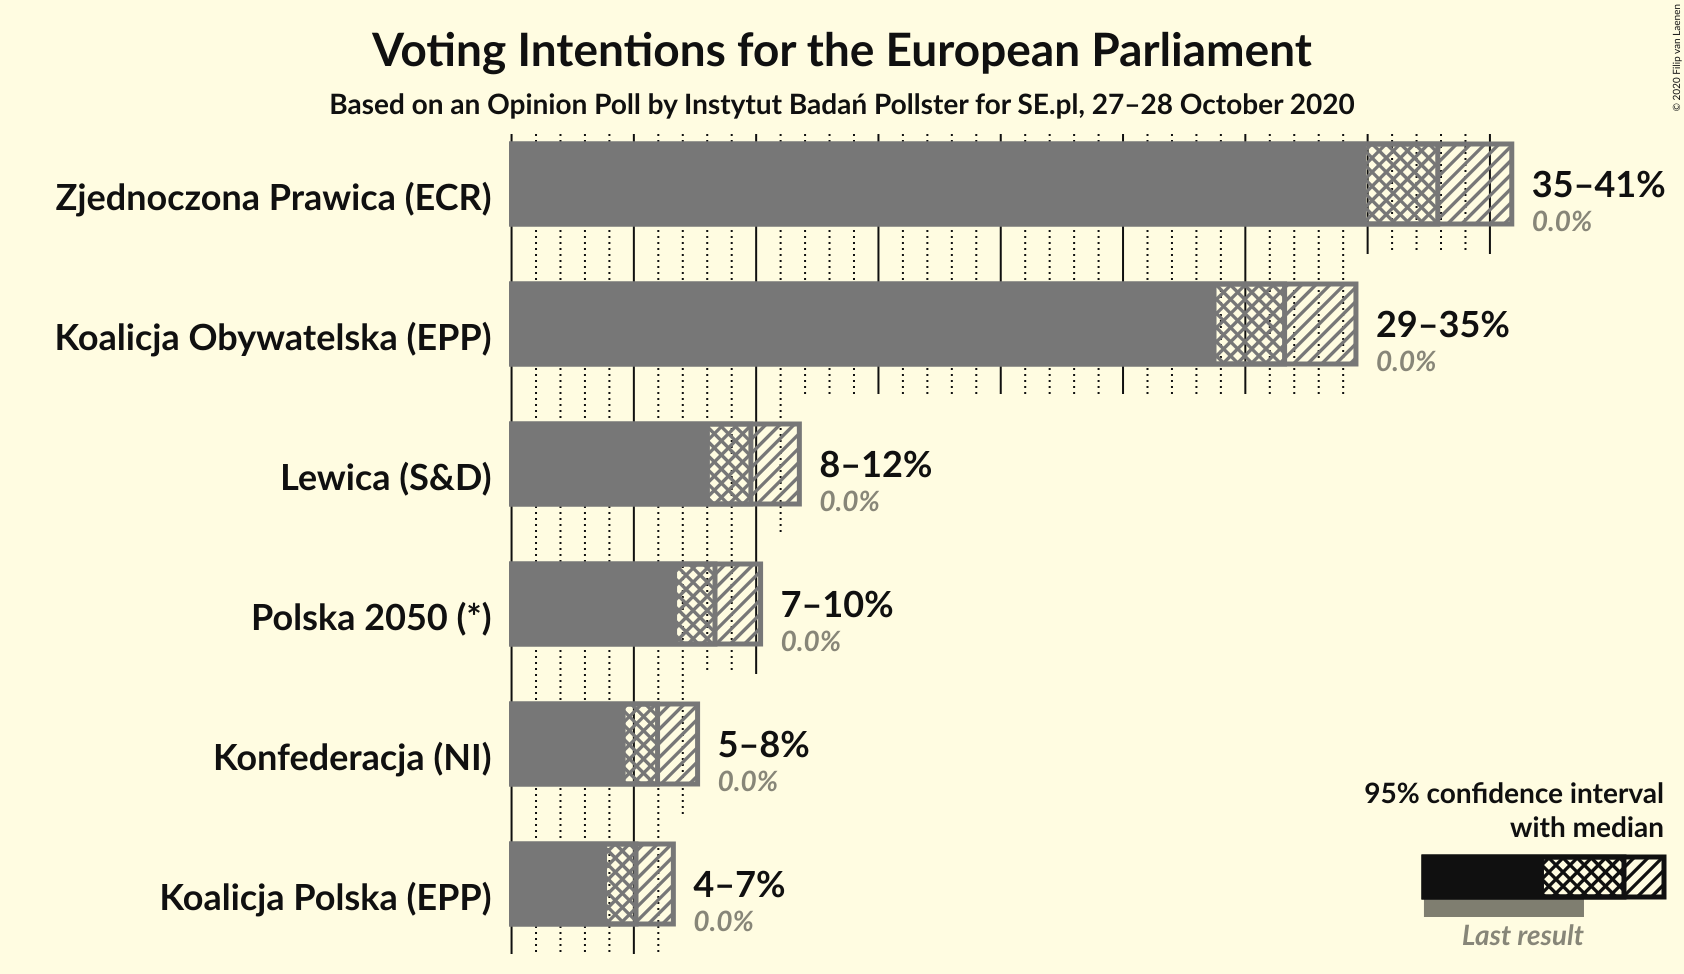 Voting Intentions for the European Parliament
Based on an Opinion Poll by Instytut Badań Pollster for SE.pl, 27–28 October 2020
© 2020 Filip van Laenen
Zjednoczona Prawica (ECR)
35–41%
0.0%
Koalicja Obywatelska (EPP)
29–35%
0.0%
Lewica (S&D)
8–12%
0.0%
Polska 2050 (*)
7–10%
0.0%
Konfederacja (NI)
5–8%
0.0%
Koalicja Polska (EPP)
4–7%
0.0%
95% confidence interval
with median
Last result